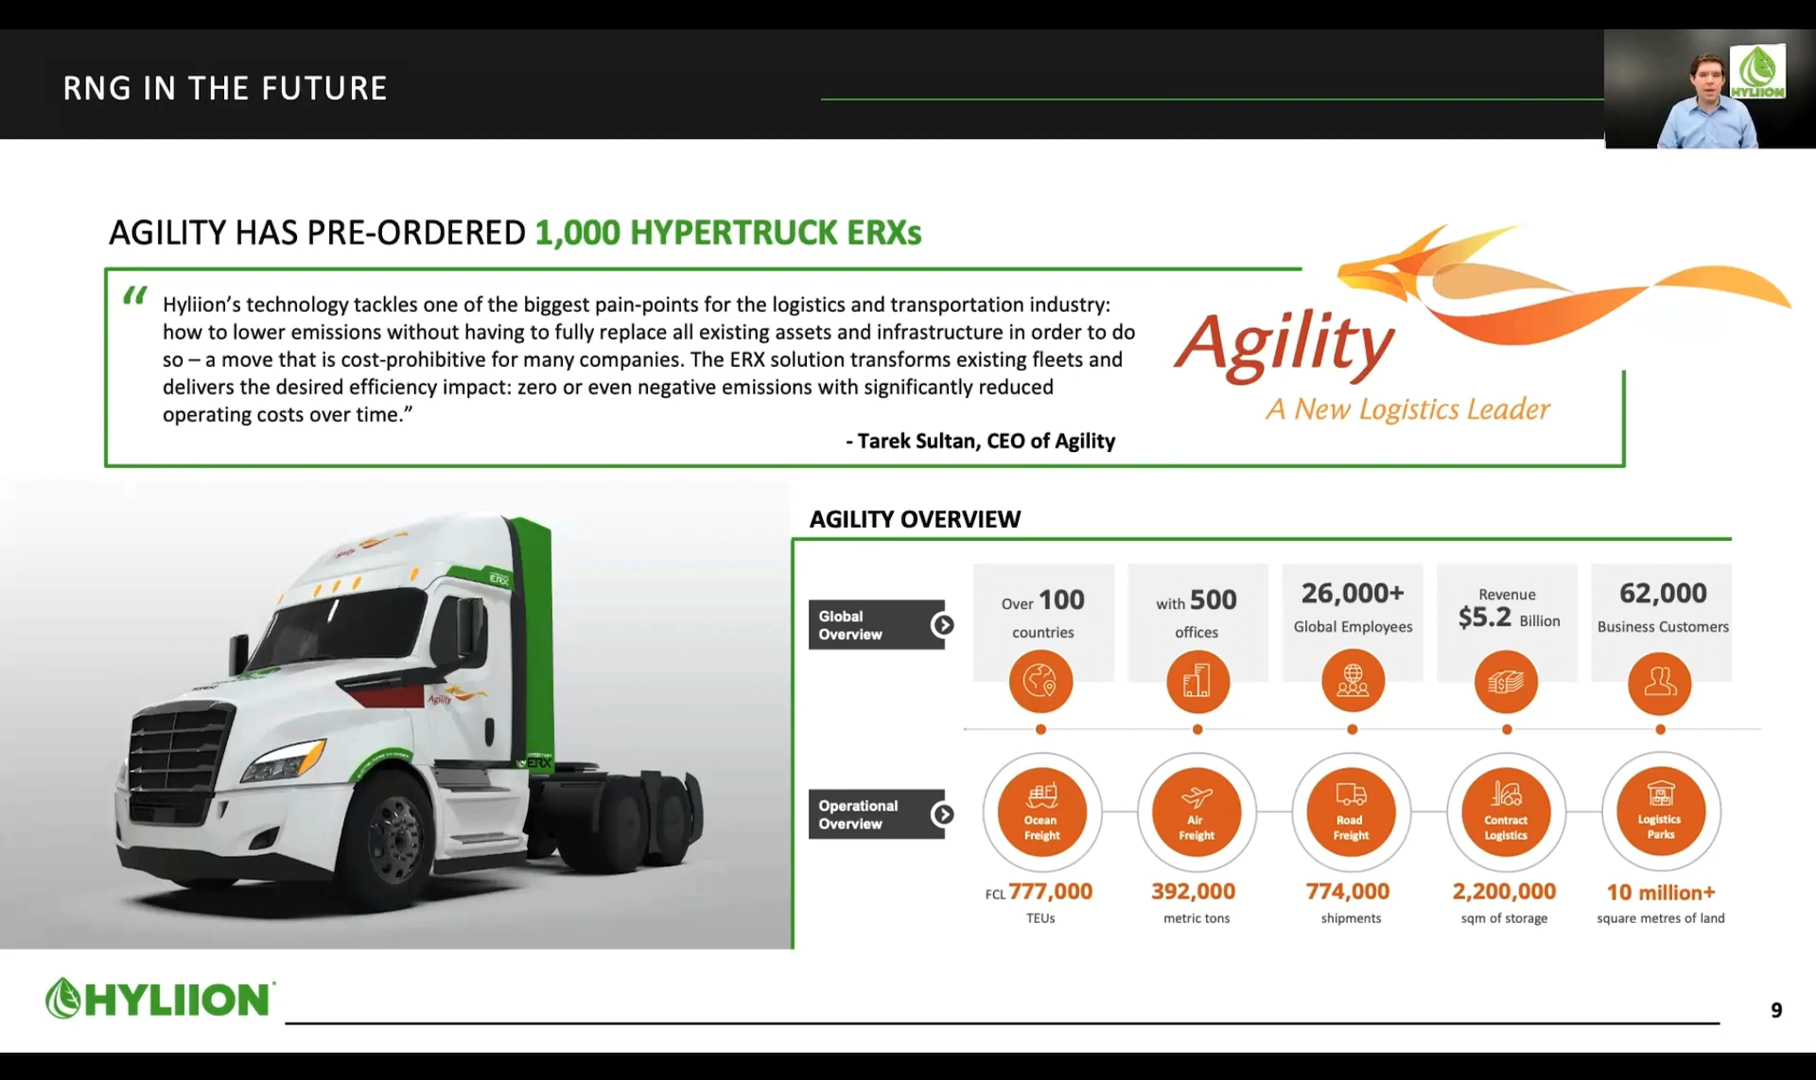 RNG IN THE FUTURE
HYLIION
AGILITY HAS PRE-ORDERED 1,000 HYPERTRUCK ERXs
“ Hyliion’s technology tackles one of the biggest pain-points for the logistics and transportation industry:
how to lower emissions without having to fully replace all existing assets and infrastructure in order to do
so – a move that is cost-prohibitive for many companies. The ERX solution transforms existing fleets and
delivers the desired efficiency impact: zero or even negative emissions with significantly reduced
operating costs over time.”
- Tarek Sultan, CEO of Agility
Agility
A New Logistics Leader
ERX
Agility
ERX
AGILITY OVERVIEW
Global
Overview
Over 100
countries
with 500
offices
26,000+
Global Employees
Revenue
$5.2 Billion
62,000
Business Customers
Operational
Overview
Ocean
Freight
Air
Freight
Road
Freight
Contract
Logistics
Logistics
Parks
FCL 777,000
TEUs
392,000
metric tons
774,000
shipments
2,200,000
sqm of storage
10 million+
square metres of land
HYLIION
9